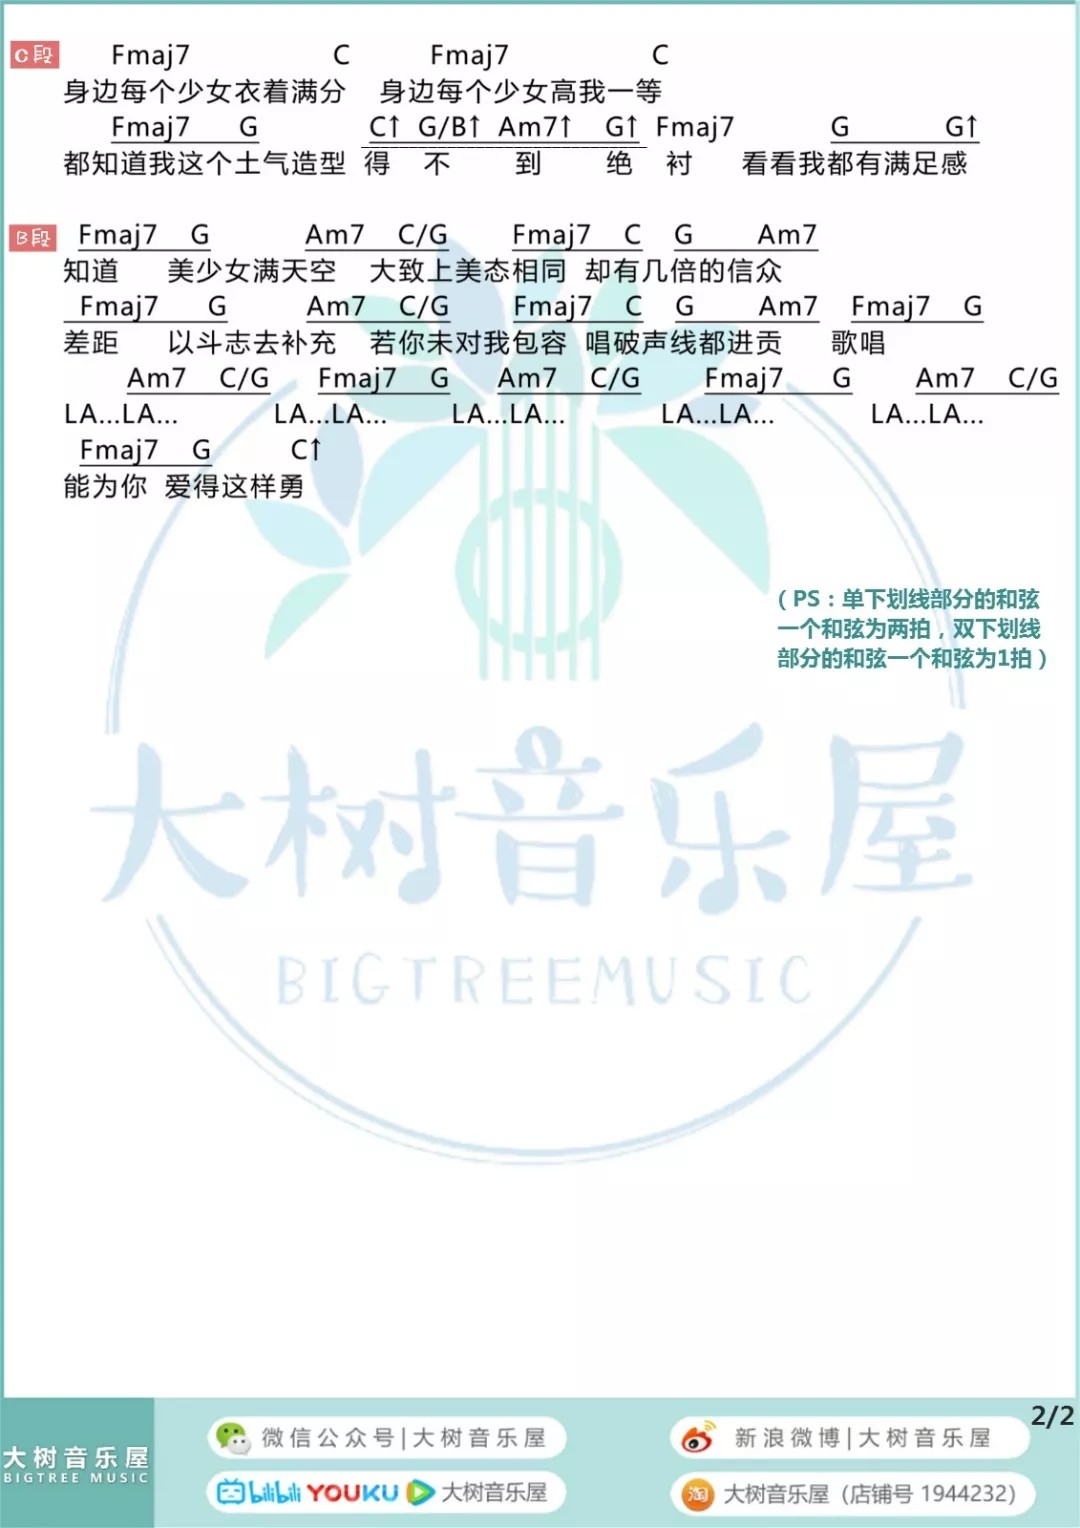 C段 Fmaj7 C Fmaj7 C
身边每个少女衣着满分 身边每个少女高我一等
Fmaj7 G C↑ G/B↑ Am7↑ G↑ Fmaj7 G G↑
都知道我这个土气造型 得 不 到 绝 衬 看看我都有满足感
B段 Fmaj7 G Am7 C/G Fmaj7 C G Am7
知道 美少女满天空 大致上美态相同 却有几倍的信众
Fmaj7 G Am7 C/G Fmaj7 C G Am7 Fmaj7 G
差距 以斗志去补充 若你未对我包容 唱破声线都进贡 歌唱
Am7 C/G Fmaj7 G Am7 C/G Fmaj7 G Am7 C/G
LA...LA... LA...LA... LA...LA... LA...LA... LA...LA...
Fmaj7 G C↑
能为你 爱得这样勇
（PS：单下划线部分的和弦
一个和弦为两拍，双下划线
部分的和弦一个和弦为1拍）
大树音乐屋
BIGTREEMUSIC
2/2
大树音乐屋
BIGTREE MUSIC
微信公众号|大树音乐屋
新浪微博|大树音乐屋
bilibili YOUKU 大树音乐屋
淘 大树音乐屋（店铺号 1944232）